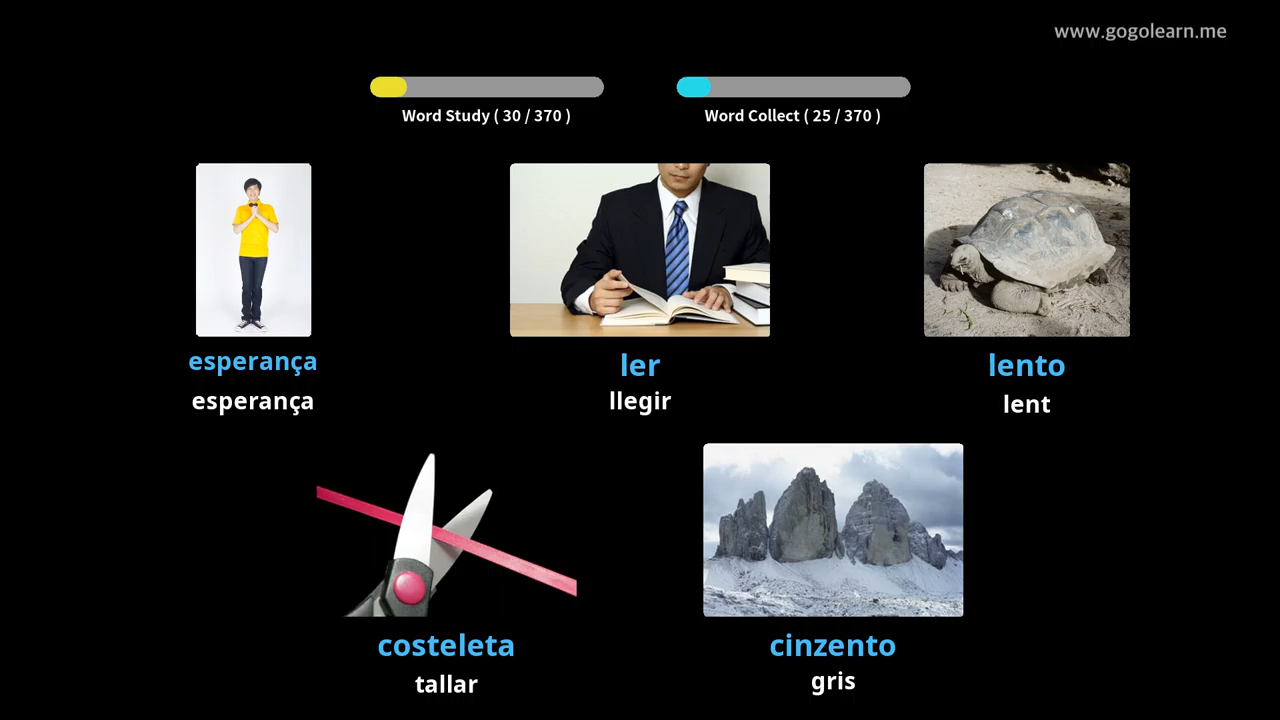 www.gogolearn.me
Word Study ( 30 / 370 )
Word Collect ( 25 / 370 )
esperança
esperança
ler
llegir
lento
lent
costeleta
tallar
cinzento
gris